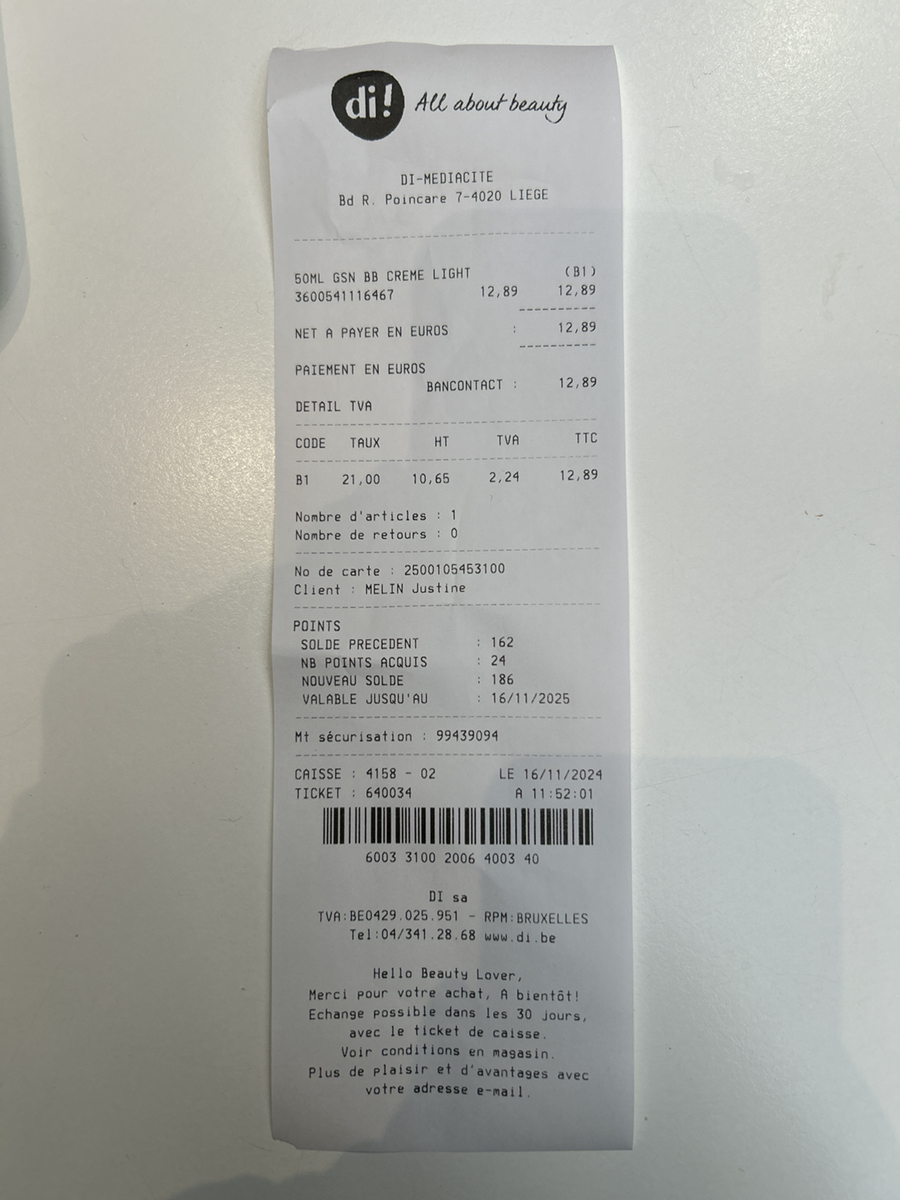 di! All about beauty
DI-MEDIACITE
Bd R. Poincare 7-4020 LIEGE
50ML GSN BB CREME LIGHT (B1)
3600541116467 12,89 12,89
NET A PAYER EN EUROS : 12,89
PAIEMENT EN EUROS
BANCONTACT : 12,89
DETAIL TVA
CODE TAUX HT TVA TTC
B1 21,00 10,65 2,24 12,89
Nombre d'articles : 1
Nombre de retours : 0
No de carte : 2500105453100
Client : MELIN Justine
POINTS
SOLDE PRECEDENT : 162
NB POINTS ACQUIS : 24
NOUVEAU SOLDE : 186
VALABLE JUSQU'AU : 16/11/2025
Mt sécurisation : 99439094
CAISSE : 4158 - 02 LE 16/11/2024
TICKET : 640034 A 11:52:01
6003 3100 2006 4003 40
DI sa
TVA:BE0429.025.951 - RPM:BRUXELLES
Tel:04/341.28.68 www.di.be
Hello Beauty Lover,
Merci pour votre achat, A bientôt!
Echange possible dans les 30 jours,
avec le ticket de caisse.
Voir conditions en magasin.
Plus de plaisir et d'avantages avec
votre adresse e-mail.